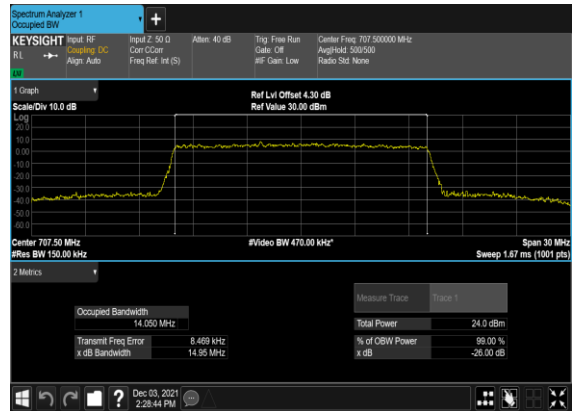 Spectrum Analyzer 1
Occupied BW
+
KEYSIGHT
Input: RF
Input Z: 50 Ω
Atten: 40 dB
Trig: Free Run
Center Freq: 707.500000 MHz
RL
Coupling: DC
Corr CCorr
Gate: Off
Avg|Hold: 500/500
Align: Auto
Freq Ref: Int (S)
#IF Gain: Low
Radio Std: None
1 Graph
Ref Lvl Offset 4.30 dB
Scale/Div 10.0 dB
Ref Value 30.00 dBm
Log
20.0
10.0
0.00
-10.0
-20.0
-30.0
-40.0
-50.0
-60.0
Center 707.50 MHz
#Video BW 470.00 kHz*
Span 30 MHz
#Res BW 150.00 kHz
Sweep 1.67 ms (1001 pts)
2 Metrics
Measure Trace
Trace 1
Occupied Bandwidth
14.050 MHz
Total Power
24.0 dBm
Transmit Freq Error
8.469 kHz
% of OBW Power
99.00 %
x dB Bandwidth
14.95 MHz
x dB
-26.00 dB
?
Dec 03, 2021
2:28:44 PM